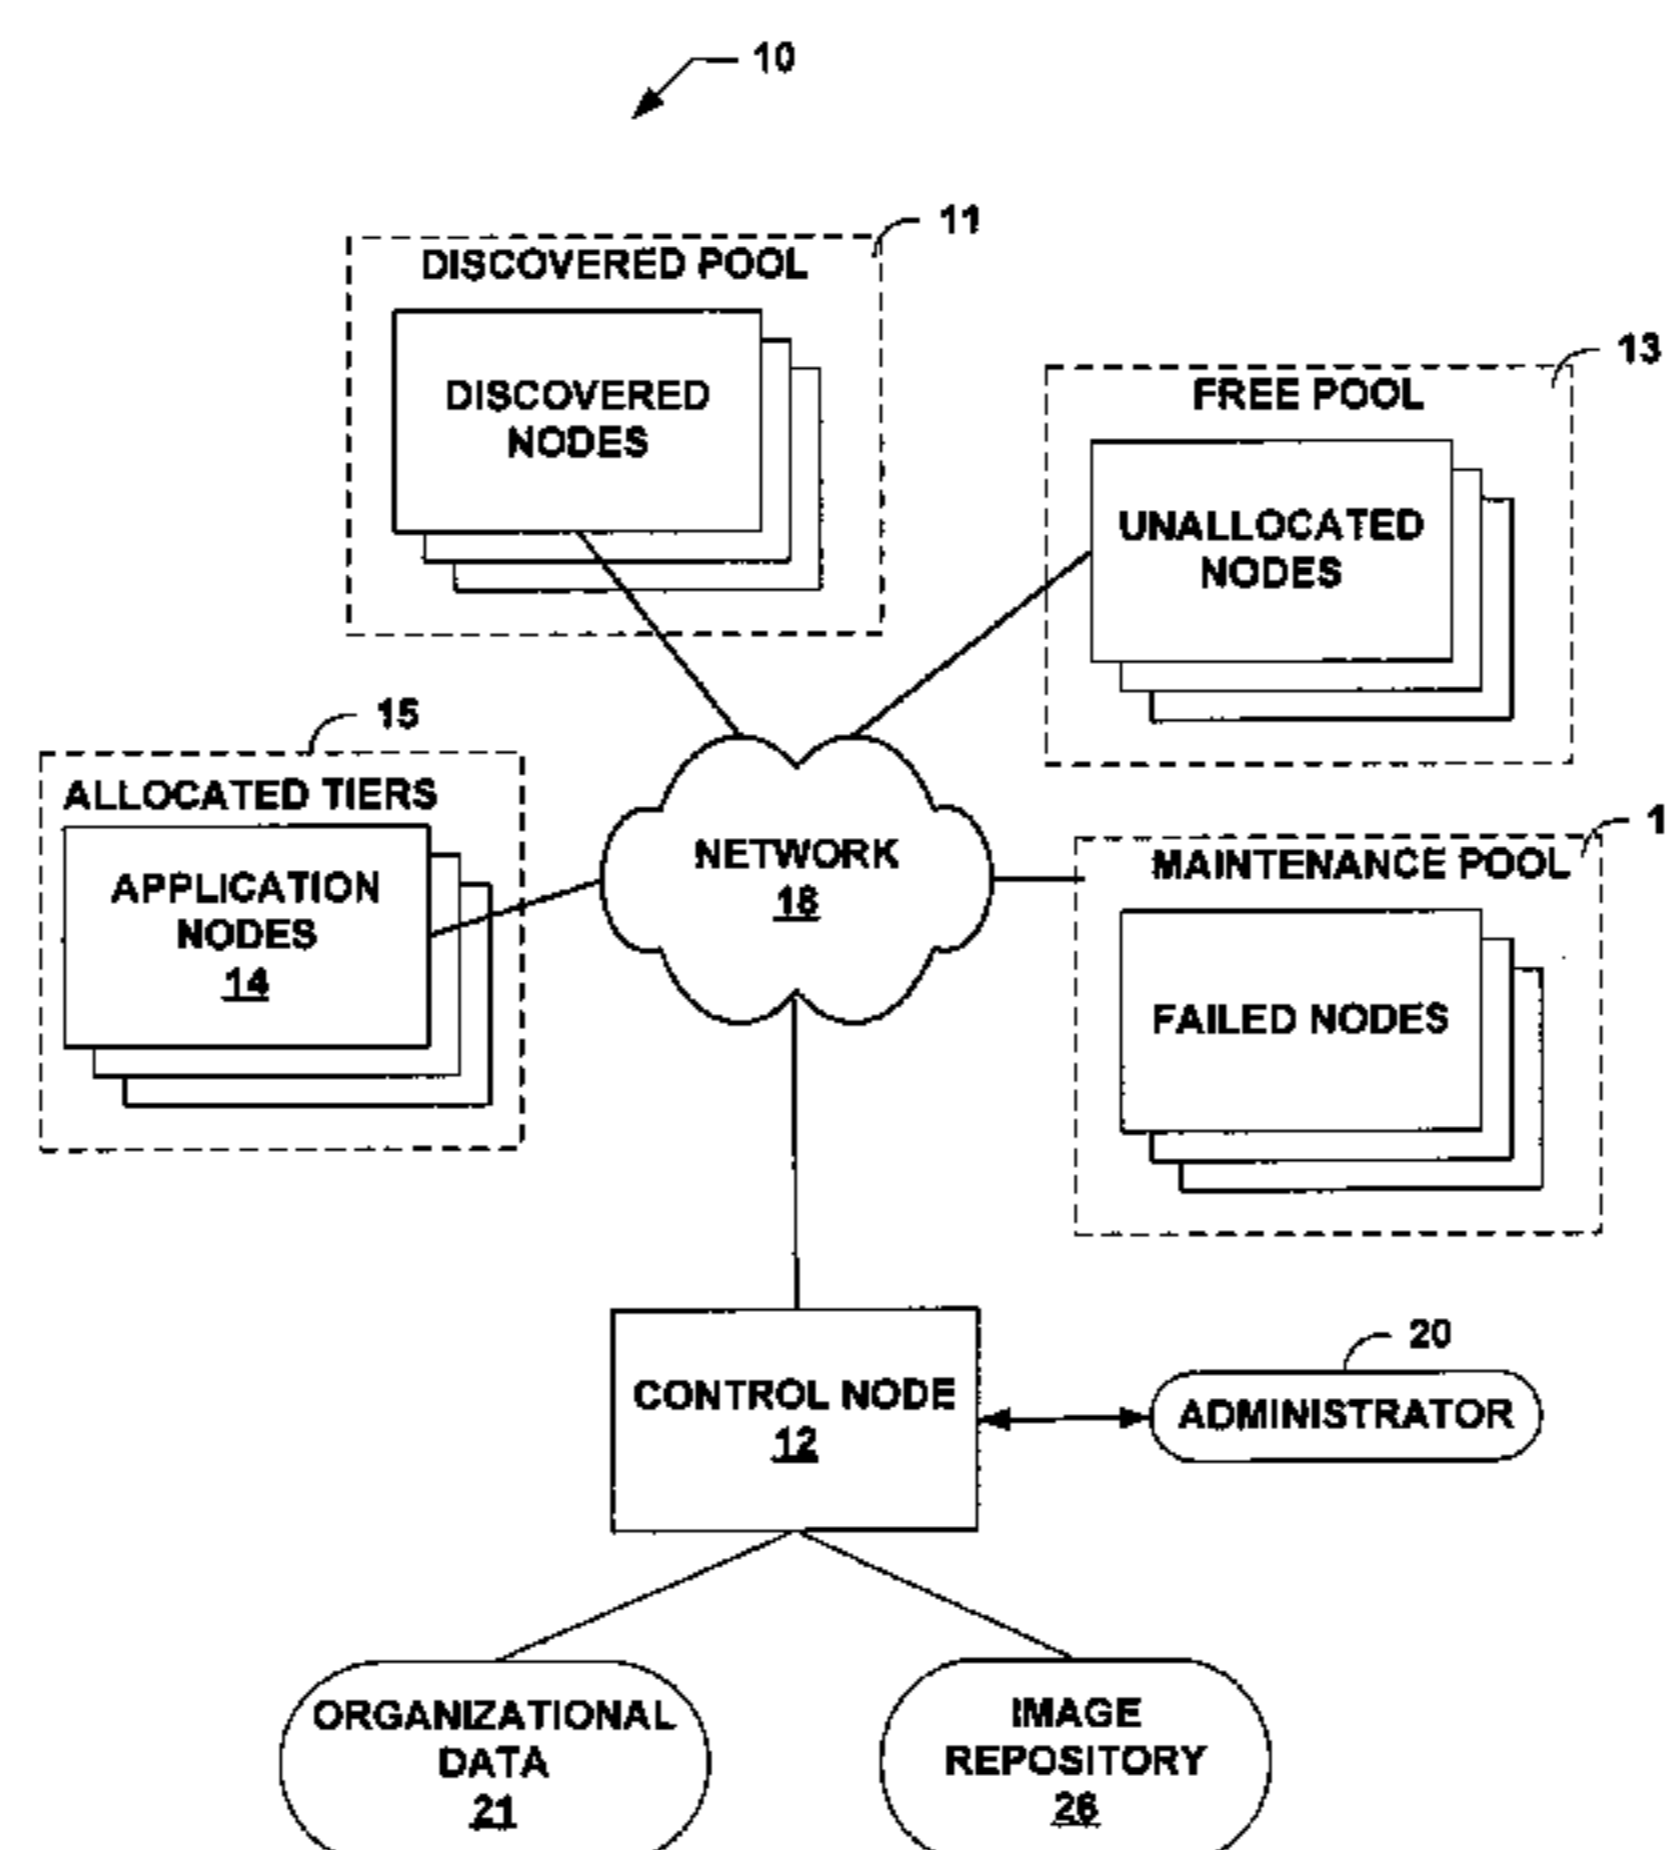 10
11
DISCOVERED POOL
DISCOVERED
NODES
13
FREE POOL
UNALLOCATED
NODES
15
ALLOCATED TIERS
APPLICATION
NODES
14
NETWORK
18
1
MAINTENANCE POOL
FAILED NODES
CONTROL NODE
12
20
ADMINISTRATOR
ORGANIZATIONAL
DATA
21
IMAGE
REPOSITORY
26